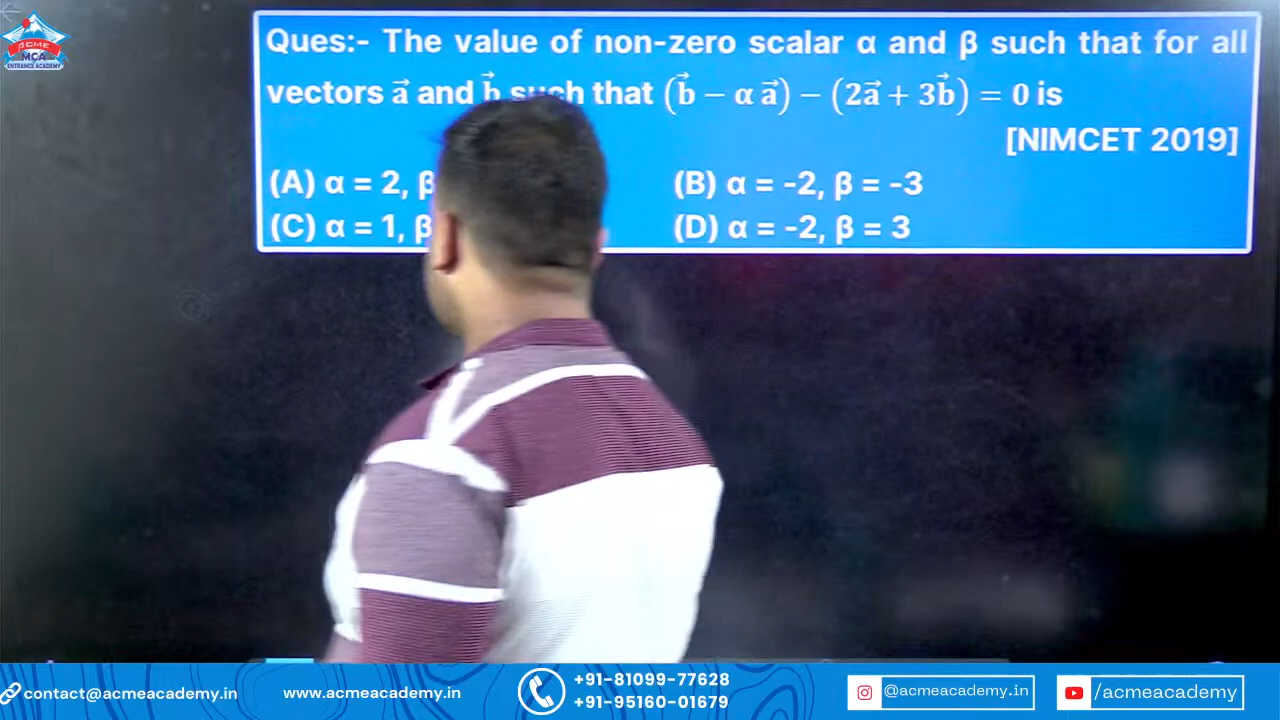 ACME
MCA
ENTRANCE ACADEMY
Ques:- The value of non-zero scalar α and β such that for all
vectors a⃗ and b⃗ such that (b⃗ − α a⃗) − (2a⃗ + 3b⃗) = 0 is
[NIMCET 2019]
(A) α = 2, β
(B) α = -2, β = -3
(C) α = 1, β
(D) α = -2, β = 3
contact@acmeacademy.in
www.acmeacademy.in
+91-81099-77628
+91-95160-01679
@acmeacademy.in
/acmeacademy